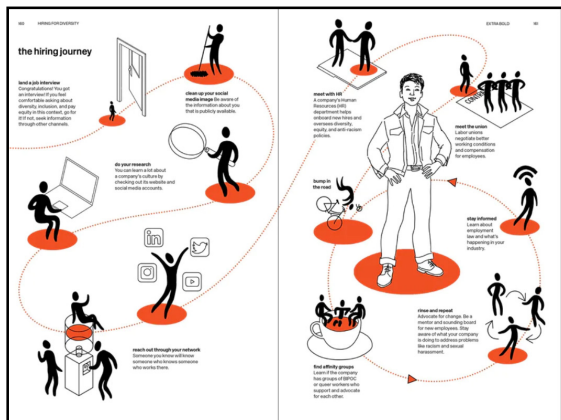 160 HIRING FOR DIVERSITY
the hiring journey
land a job interview
Congratulations! You got
an interview! If you feel
comfortable asking about
diversity, inclusion, and pay
equity in this context, go for
it! If not, seek information
through other channels.
clean up your social
media image Be aware of
the information about you
that is publicly available.
do your research
You can learn a lot about
a company's culture by
checking out its website and
social media accounts.
in
reach out through your network
Someone you know will know
someone who knows someone
who works there.
EXTRA BOLD
meet with HR
A company's Human
Resources (HR)
department helps
onboard new hires and
oversees diversity,
equity, and anti-racism
policies.
meet the union
Labor unions
negotiate better
working conditions
and compensation
for employees.
bump in
the road
stay informed
Learn about
employment
law and what's
happening in your
industry.
rinse and repeat
Advocate for change. Be a
mentor and sounding board
for new employees. Stay
aware of what your company
is doing to address problems
like racism and sexual
harassment.
find affinity groups
Learn if the company
has groups of BIPOC
or queer workers who
support and advocate
for each other.